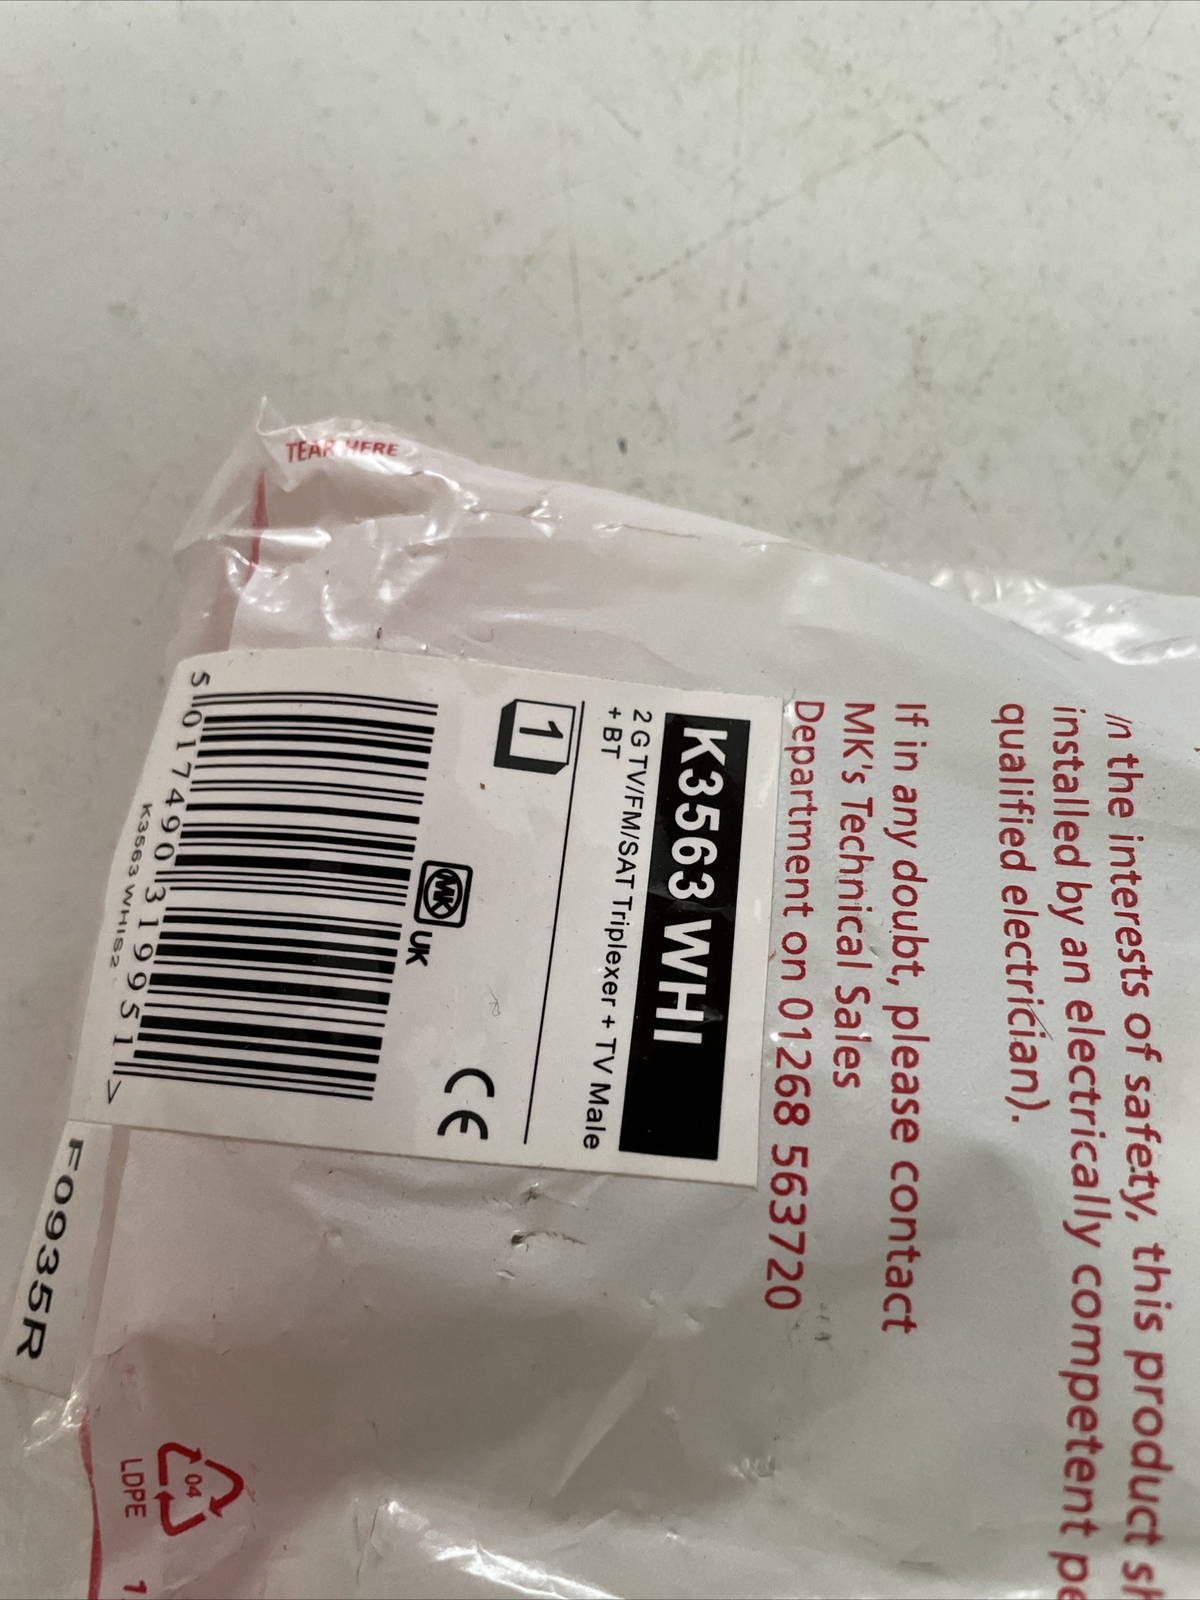 In the interests of safety, this product
installed by an electrically competent
qualified electrician).
If in any doubt, please contact
MK's Technical Sales
Department on 01268 563720
K3563 WHI
2 G TV/FM/SAT Triplexer + TV Male
+ BT
1
MK UK
CE
5 017490 319951 >
K3563 WHIS2
F0935R
TEAR HERE
04
LDPE